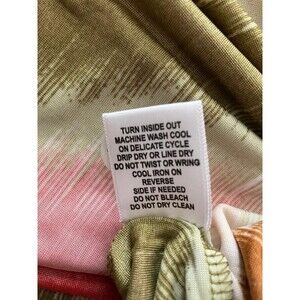 TURN INSIDE OUT
MACHINE WASH COOL
ON DELICATE CYCLE
DRIP DRY OR LINE DRY
DO NOT TWIST OR WRING
COOL IRON ON
REVERSE
SIDE IF NEEDED
DO NOT BLEACH
DO NOT DRY CLEAN